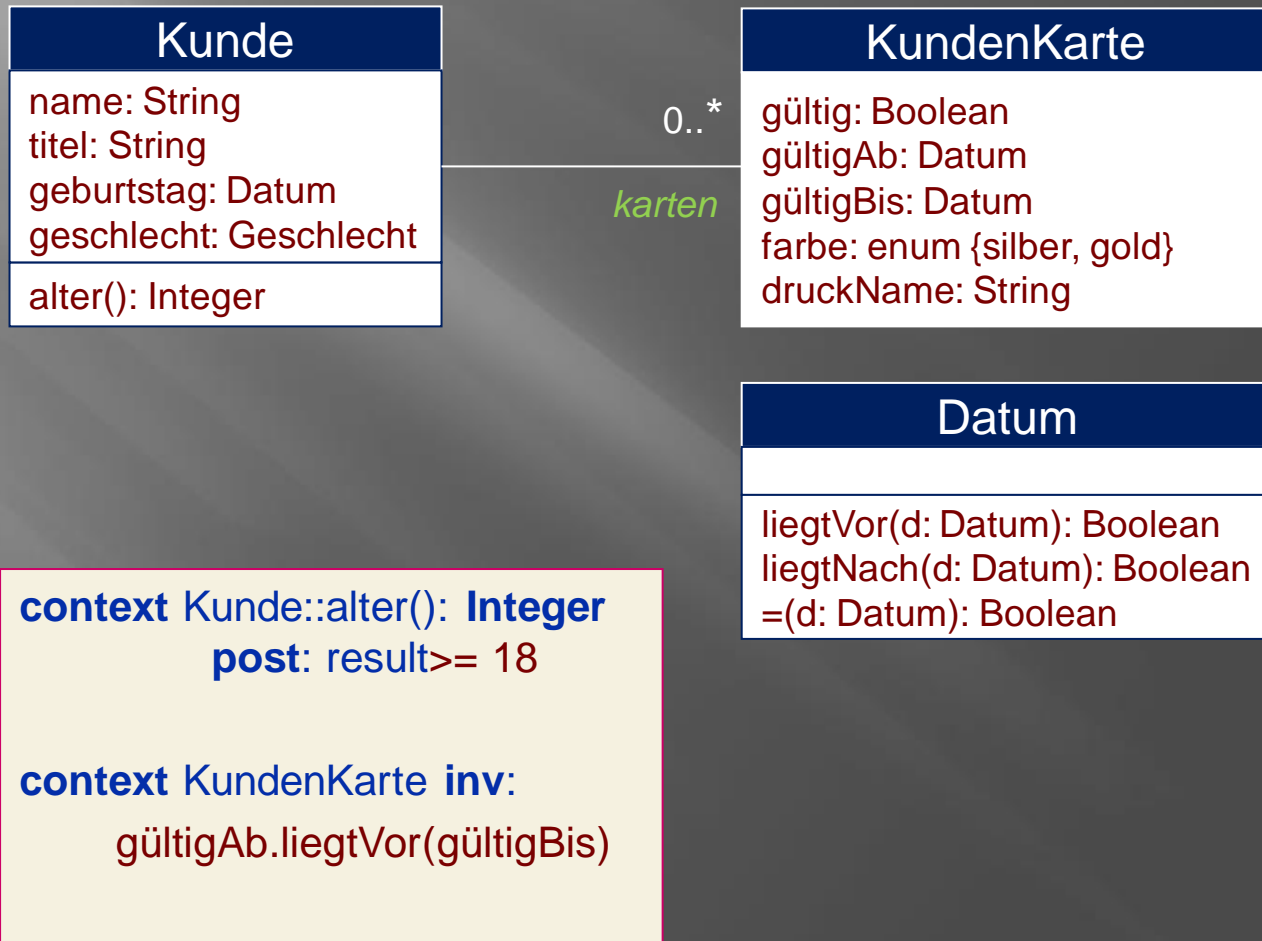 Kunde
name: String
titel: String
geburtstag: Datum
geschlecht: Geschlecht
alter(): Integer
0..*
karten
KundenKarte
gültig: Boolean
gültigAb: Datum
gültigBis: Datum
farbe: enum {silber, gold}
druckName: String
Datum
liegtVor(d: Datum): Boolean
liegtNach(d: Datum): Boolean
=(d: Datum): Boolean
context Kunde::alter(): Integer
post: result>= 18
context KundenKarte inv:
gültigAb.liegtVor(gültigBis)